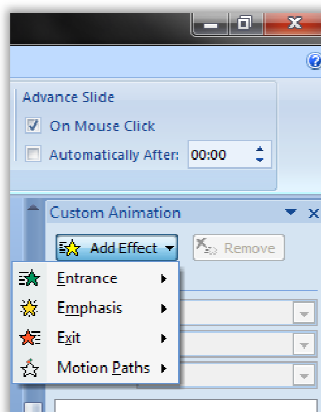 Advance Slide
On Mouse Click
Automatically After: 00:00
Custom Animation
Add Effect Remove
Entrance
Emphasis
Exit
Motion Paths